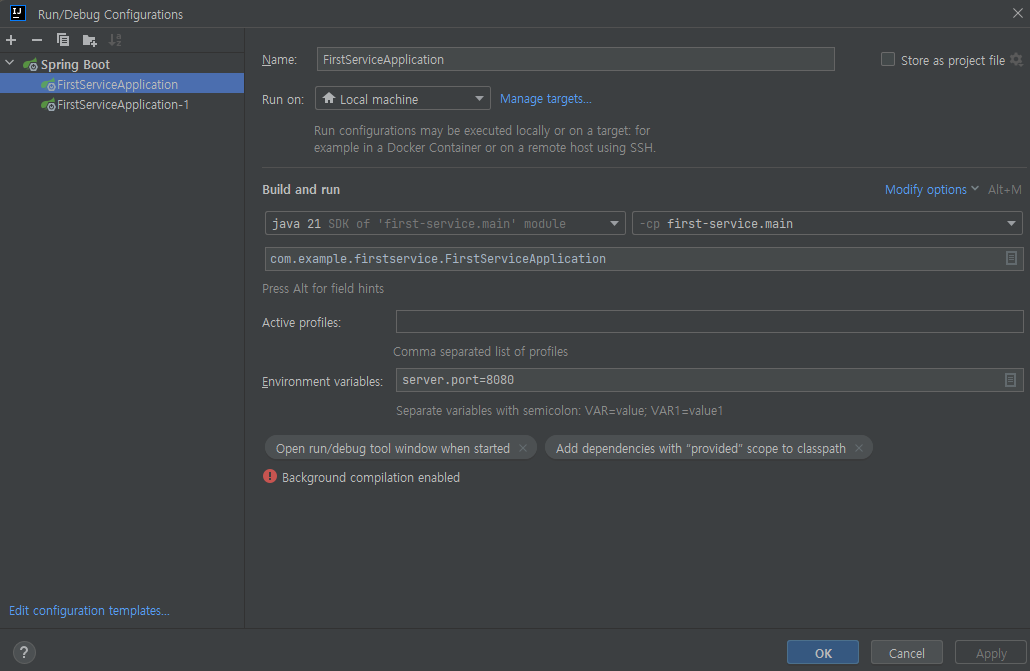 IJ Run/Debug Configurations
Spring Boot
FirstServiceApplication
FirstServiceApplication-1
Name: FirstServiceApplication Store as project file
Run on: Local machine Manage targets...
Run configurations may be executed locally or on a target: for
example in a Docker Container or on a remote host using SSH.
Build and run Modify options Alt+M
java 21 SDK of 'first-service.main' module -cp first-service.main
com.example.firstservice.FirstServiceApplication
Press Alt for field hints
Active profiles:
Comma separated list of profiles
Environment variables: server.port=8080
Separate variables with semicolon: VAR=value; VAR1=value1
Open run/debug tool window when started × Add dependencies with “provided” scope to classpath ×
! Background compilation enabled
Edit configuration templates...
? OK Cancel Apply